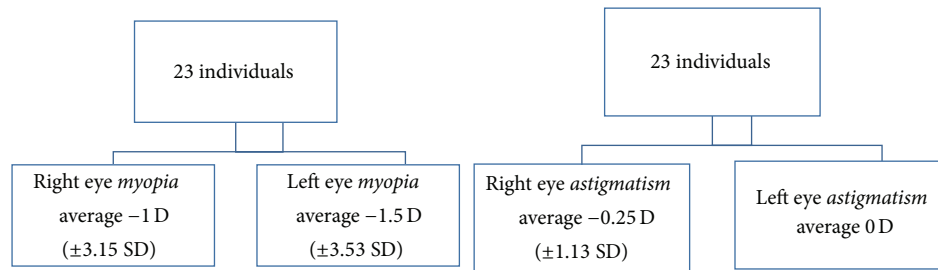 23 individuals
Right eye myopia
average −1 D
(±3.15 SD)
Left eye myopia
average −1.5 D
(±3.53 SD)
23 individuals
Right eye astigmatism
average −0.25 D
(±1.13 SD)
Left eye astigmatism
average 0 D